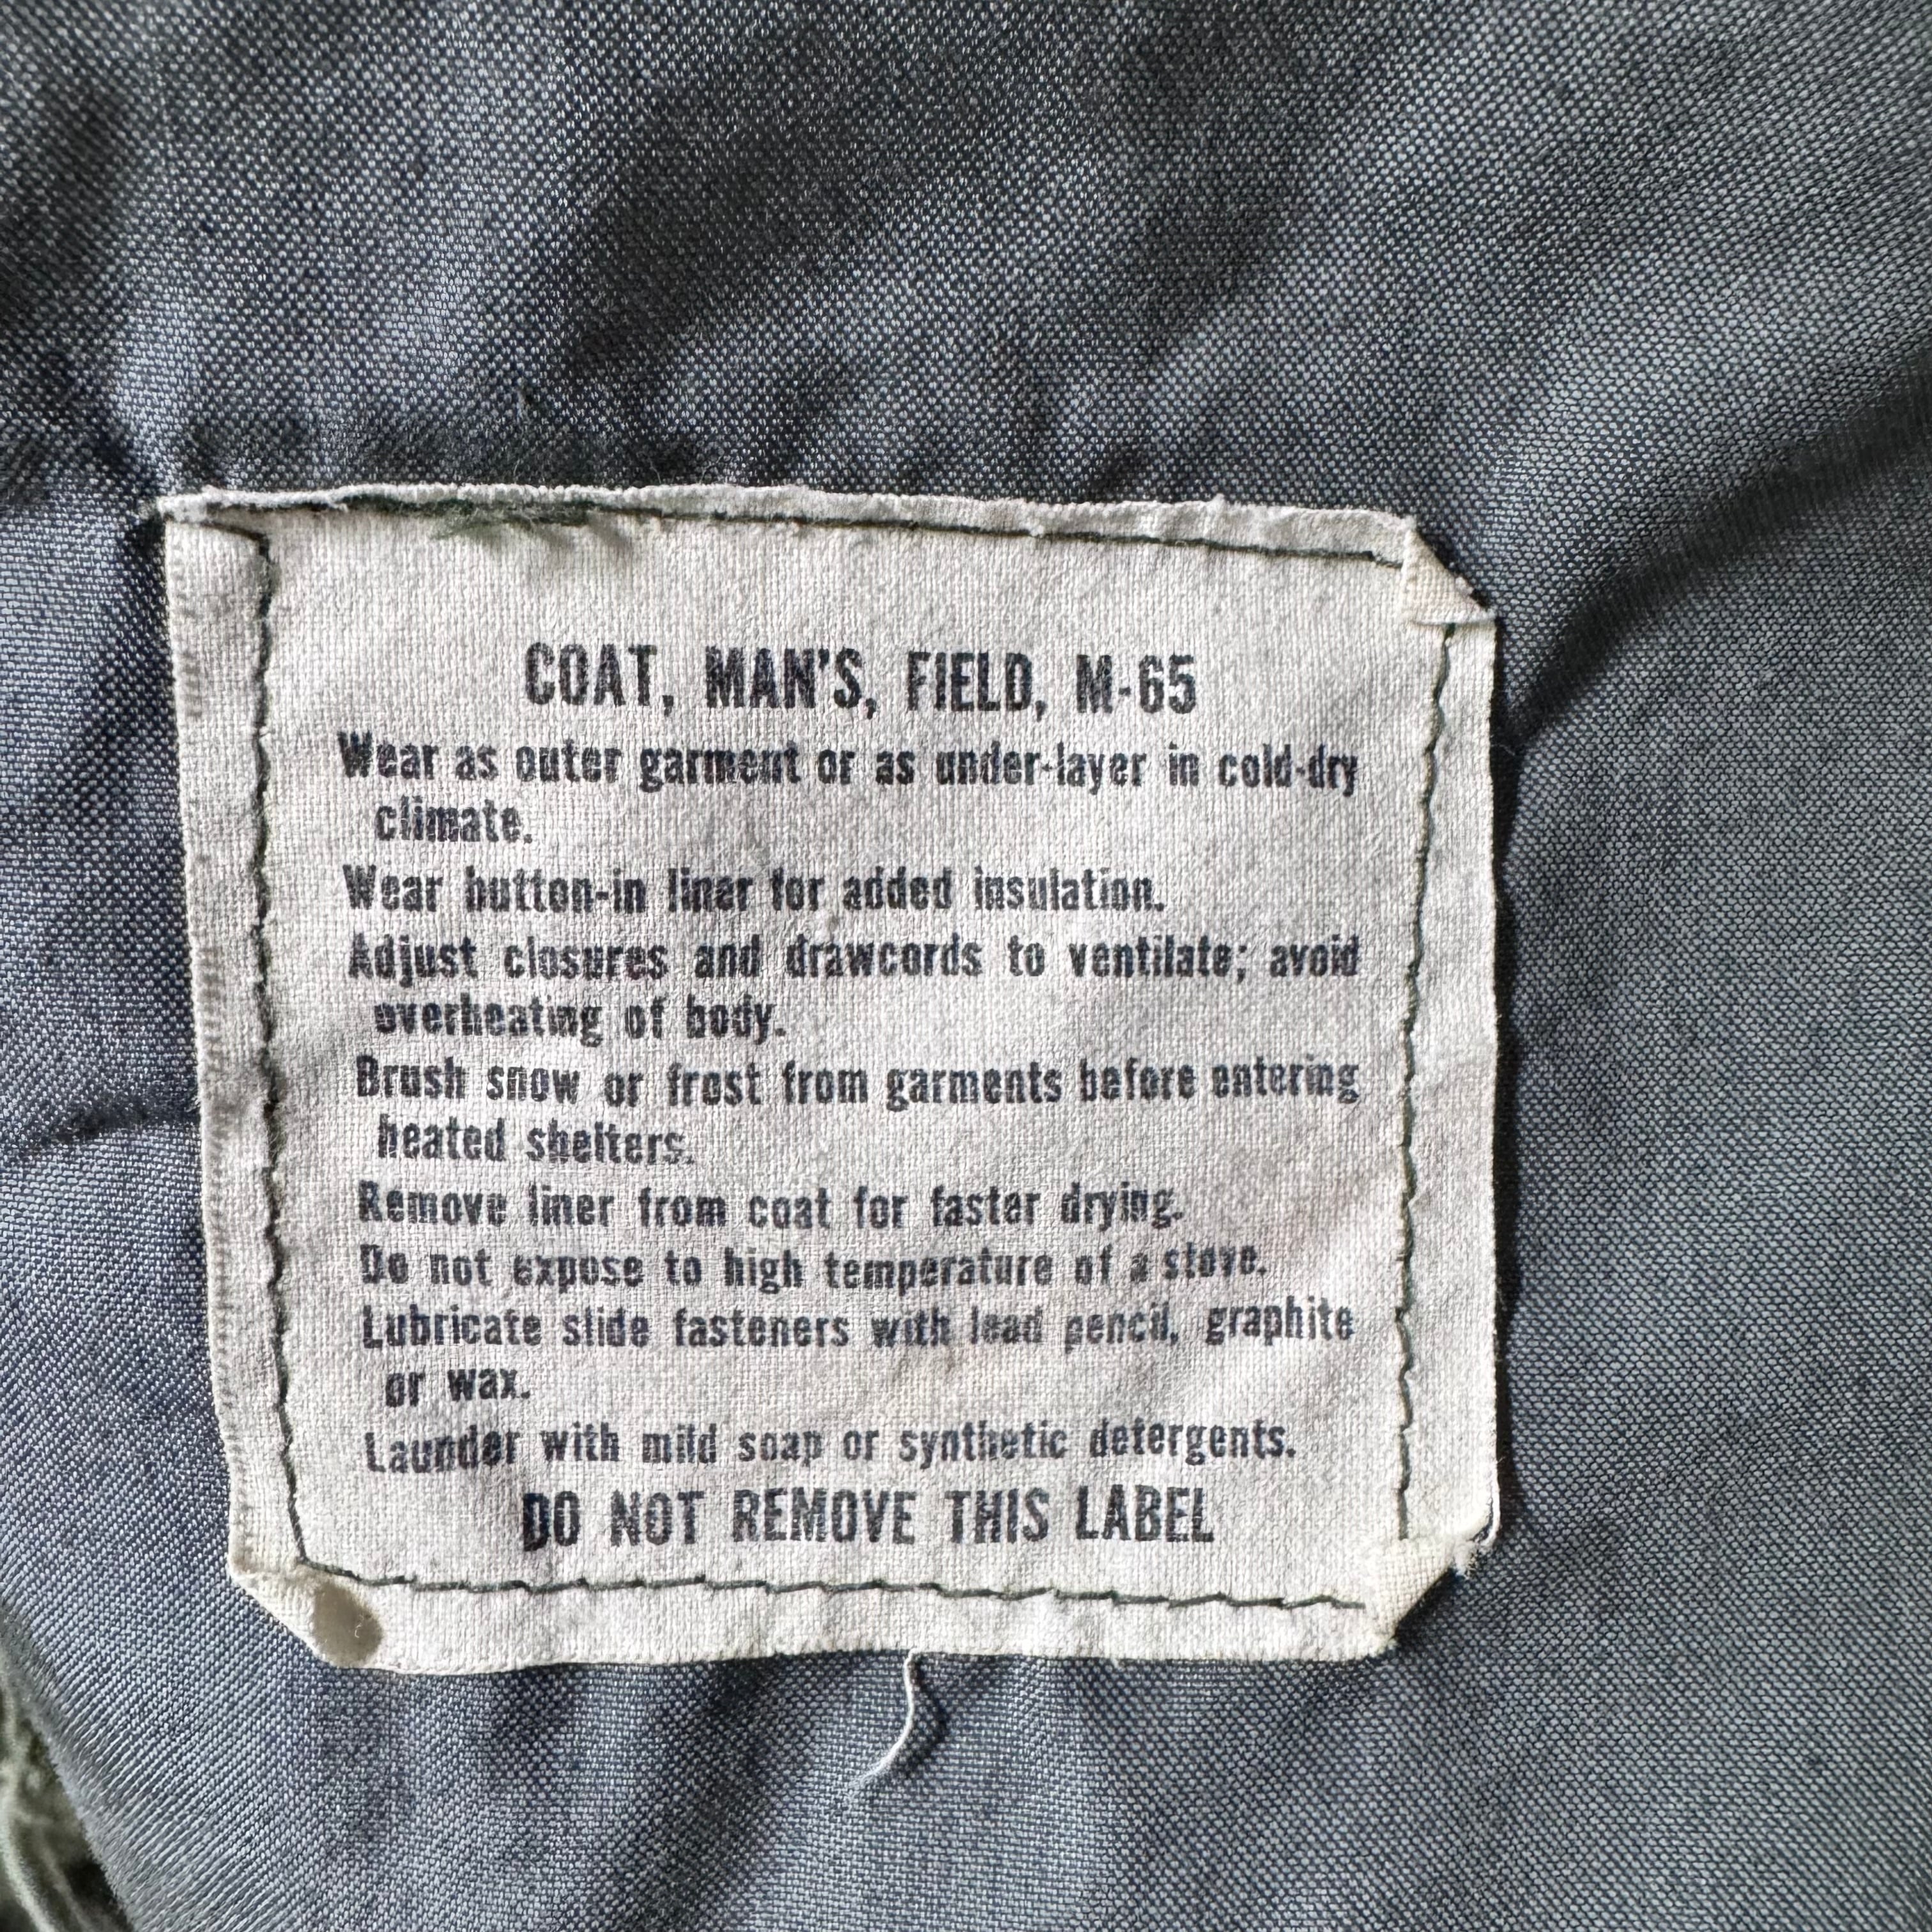 COAT, MAN'S, FIELD, M-65
Wear as outer garment or as under-layer in cold-dry
climate.
Wear button-in liner for added insulation.
Adjust closures and drawcords to ventilate; avoid
overheating of body.
Brush snow or frost from garments before entering
heated shelters.
Remove liner from coat for faster drying.
Do not expose to high temperature of a stove.
Lubricate slide fasteners with lead pencil, graphite
or wax.
Launder with mild soap or synthetic detergents.
DO NOT REMOVE THIS LABEL